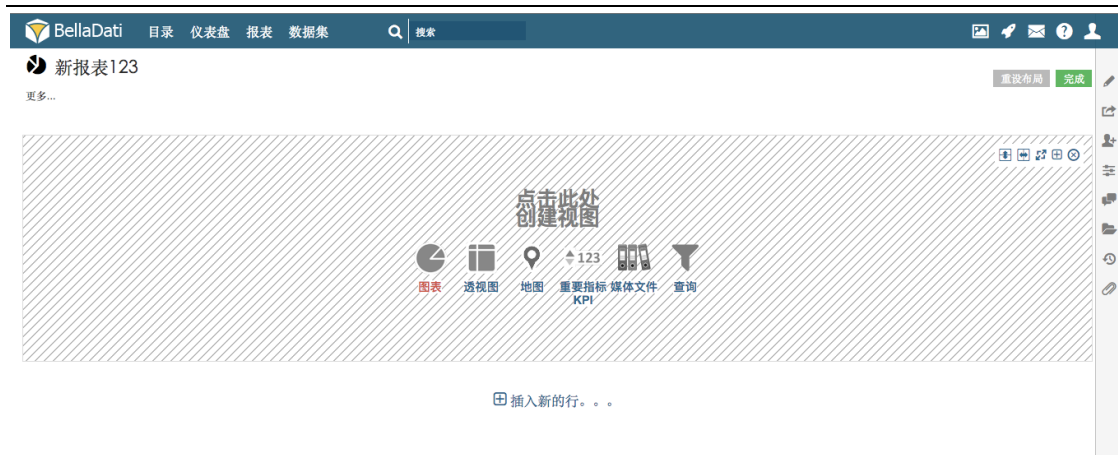 BellaDati 目录 仪表盘 报表 数据集 搜索
新报表123
重设布局 完成
更多...
点击此处
创建视图
123
图表 透视图 地图 重要指标 媒体文件 查询
KPI
插入新的行。。。